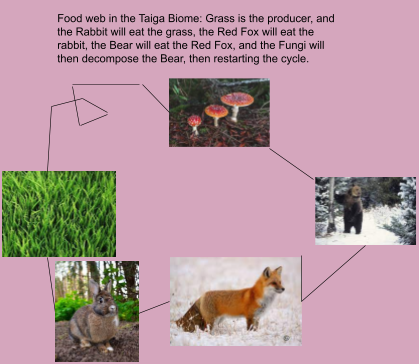 Food web in the Taiga Biome: Grass is the producer, and
the Rabbit will eat the grass, the Red Fox will eat the
rabbit, the Bear will eat the Red Fox, and the Fungi will
then decompose the Bear, then restarting the cycle.